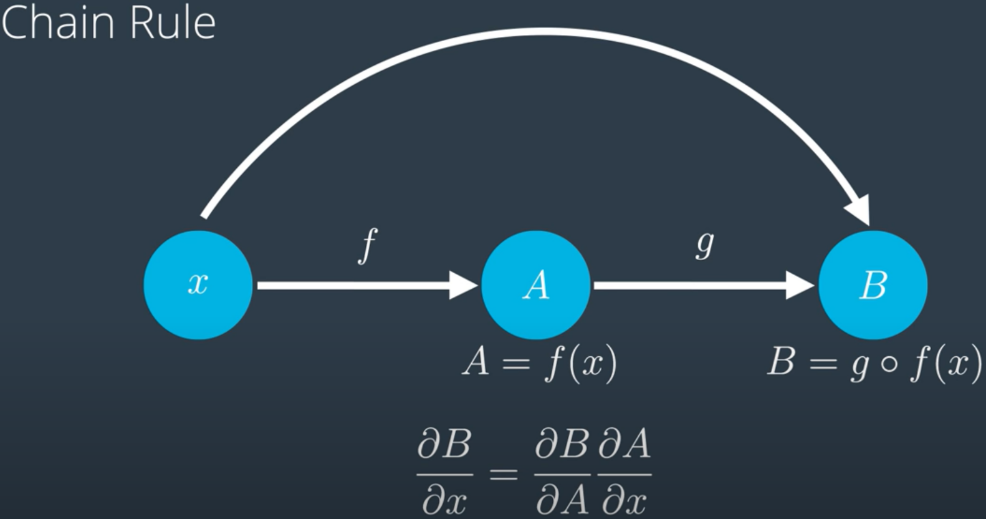 Chain Rule
f
g
x
A
B
A = f(x)
B = g ∘ f(x)
∂B/∂x = ∂B/∂A ∂A/∂x